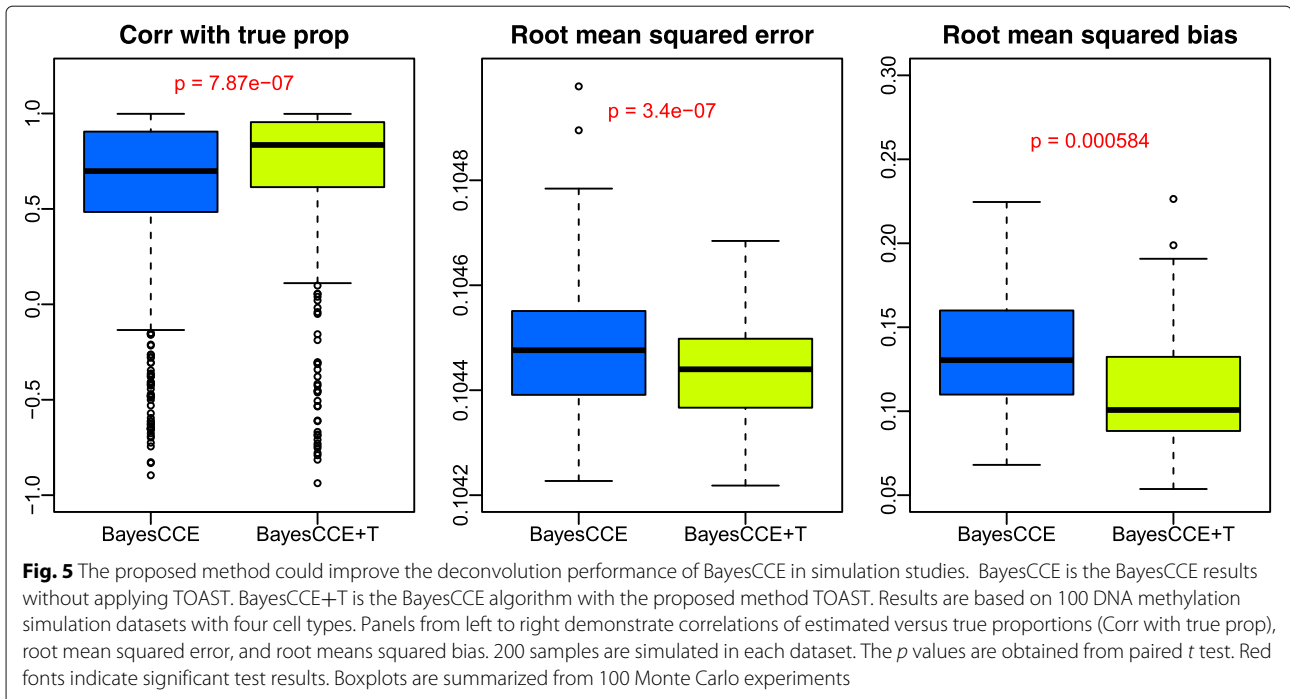 Corr with true prop
p = 7.87e−07
1.0
0.5
0.0
−0.5
−1.0
BayesCCE BayesCCE+T
Root mean squared error
p = 3.4e−07
0.1048
0.1046
0.1044
0.1042
BayesCCE BayesCCE+T
Root mean squared bias
p = 0.000584
0.30
0.25
0.20
0.15
0.10
0.05
BayesCCE BayesCCE+T
Fig. 5 The proposed method could improve the deconvolution performance of BayesCCE in simulation studies. BayesCCE is the BayesCCE results
without applying TOAST. BayesCCE+T is the BayesCCE algorithm with the proposed method TOAST. Results are based on 100 DNA methylation
simulation datasets with four cell types. Panels from left to right demonstrate correlations of estimated versus true proportions (Corr with true prop),
root mean squared error, and root means squared bias. 200 samples are simulated in each dataset. The p values are obtained from paired t test. Red
fonts indicate significant test results. Boxplots are summarized from 100 Monte Carlo experiments